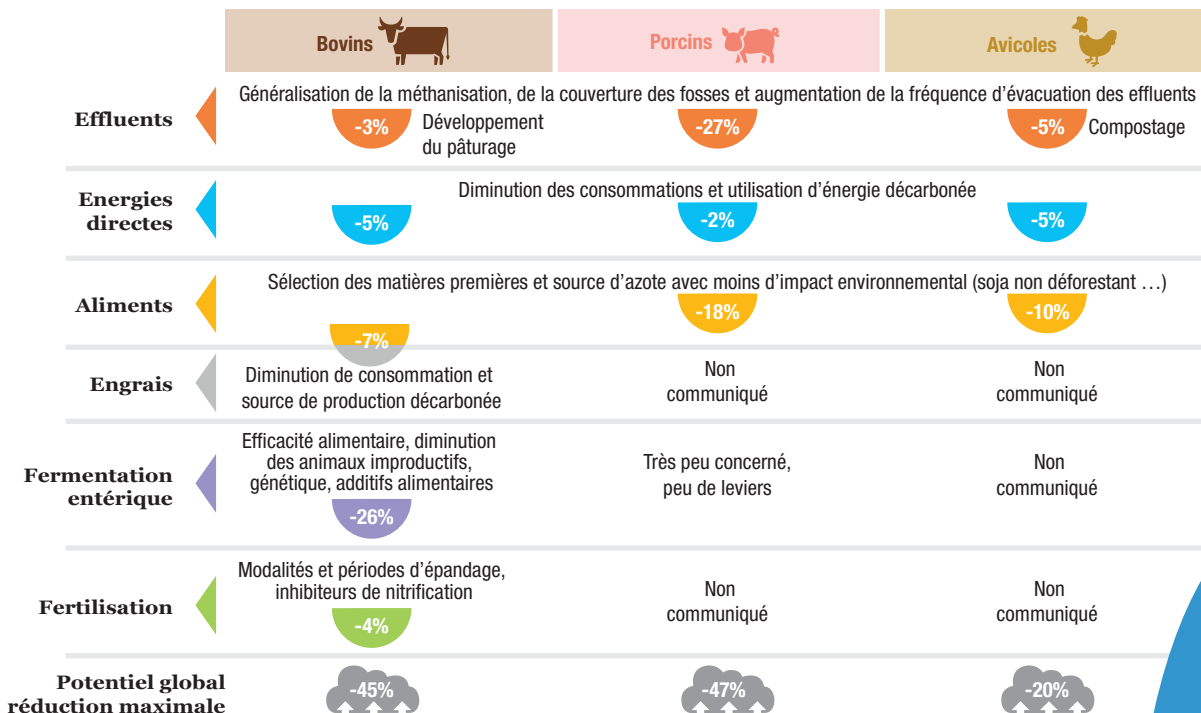 Bovins
Porcins
Avicoles
Effluents
Généralisation de la méthanisation, de la couverture des fosses et augmentation de la fréquence d'évacuation des effluents
-3%
Développement
du pâturage
-27%
-5%
Compostage
Energies
directes
Diminution des consommations et utilisation d'énergie décarbonée
-5%
-2%
-5%
Aliments
Sélection des matières premières et source d'azote avec moins d'impact environnemental (soja non déforestant …)
-7%
-18%
-10%
Engrais
Diminution de consommation et
source de production décarbonée
Non
communiqué
Non
communiqué
Fermentation
entérique
Efficacité alimentaire, diminution
des animaux improductifs,
génétique, additifs alimentaires
-26%
Très peu concerné,
peu de leviers
Non
communiqué
Fertilisation
Modalités et périodes d'épandage,
inhibiteurs de nitrification
-4%
Non
communiqué
Non
communiqué
Potentiel global
réduction maximale
-45%
-47%
-20%